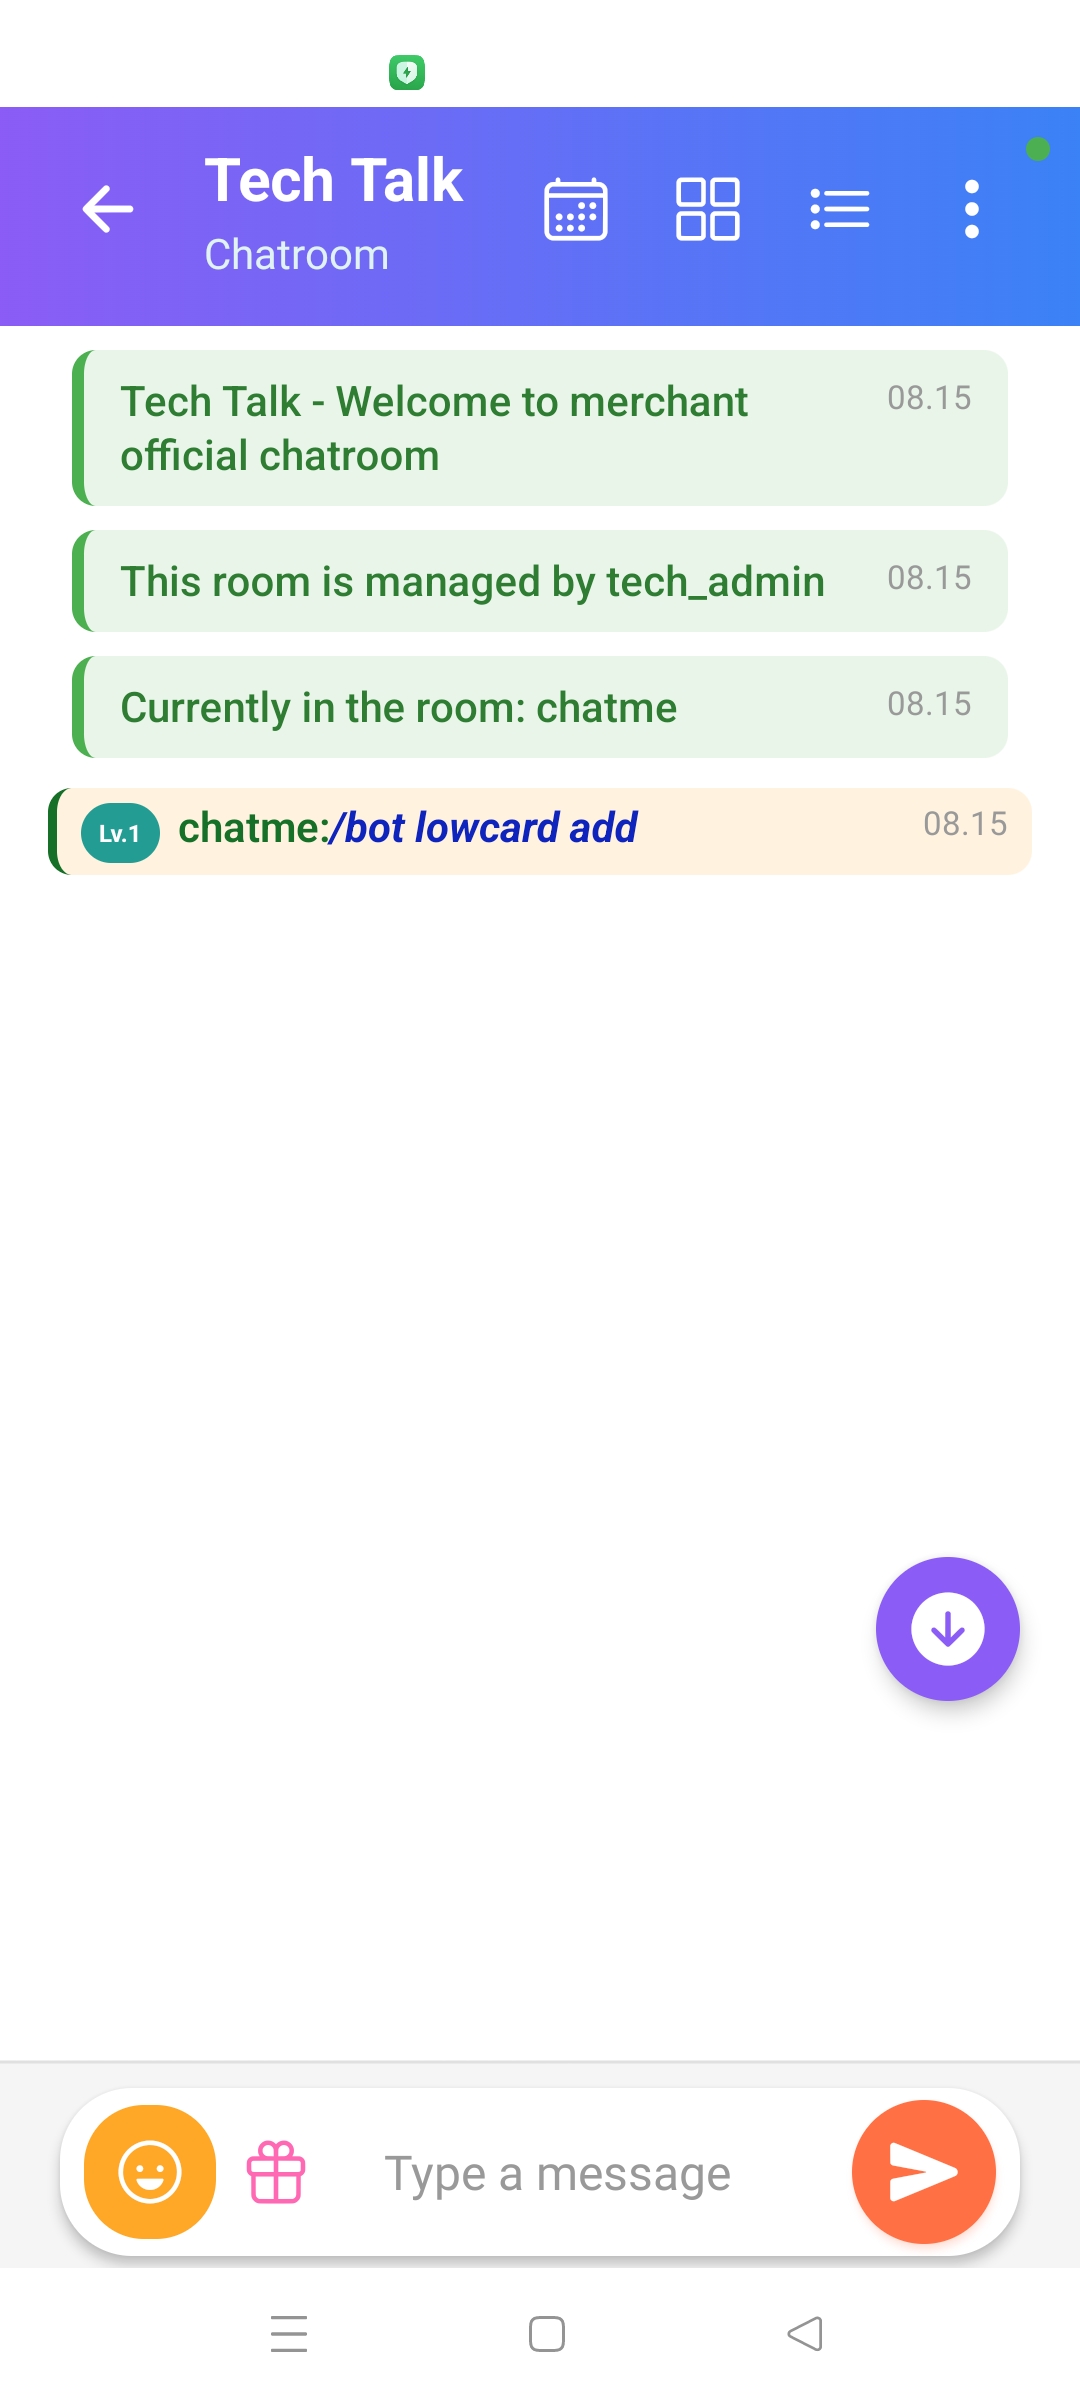 Tech Talk
Chatroom
Tech Talk - Welcome to merchant
official chatroom
08.15
This room is managed by tech_admin
08.15
Currently in the room: chatme
08.15
Lv.1 chatme:/bot lowcard add
08.15
Type a message